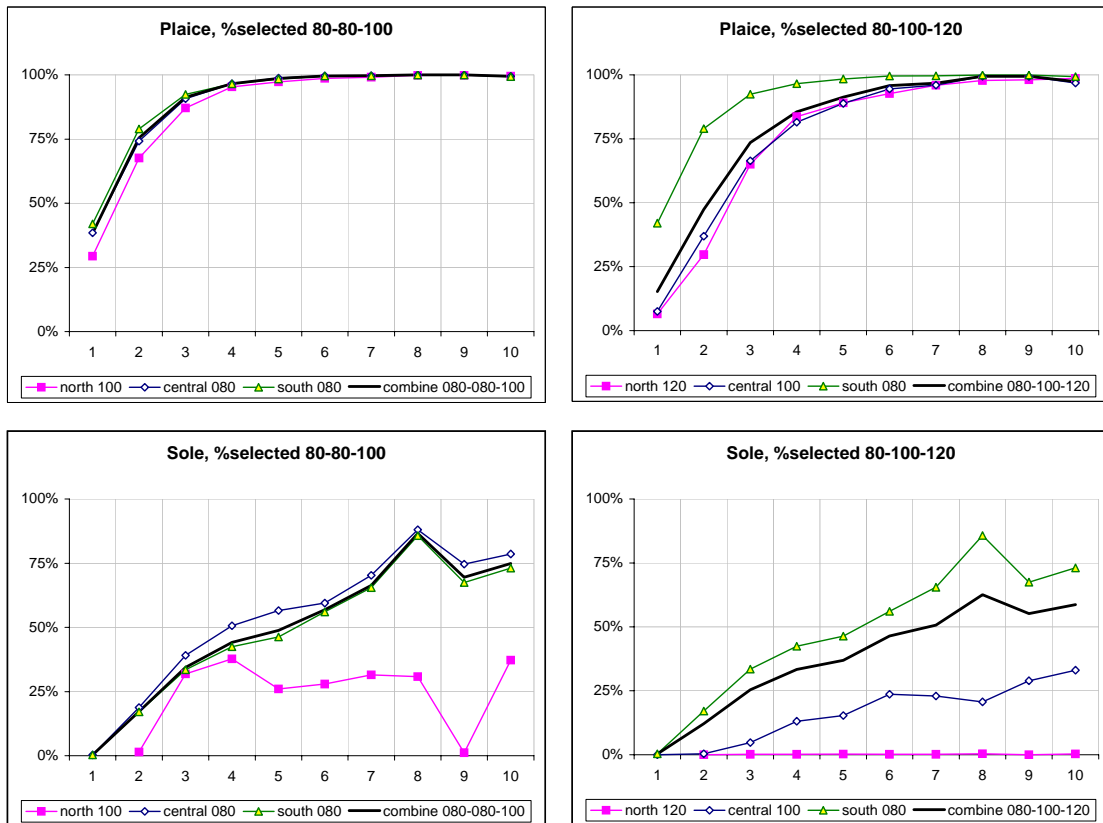 Plaice, %selected 80-80-100
100%
75%
50%
25%
0%
1 2 3 4 5 6 7 8 9 10
north 100 central 080 south 080 combine 080-080-100
Plaice, %selected 80-100-120
100%
75%
50%
25%
0%
1 2 3 4 5 6 7 8 9 10
north 120 central 100 south 080 combine 080-100-120
Sole, %selected 80-80-100
100%
75%
50%
25%
0%
1 2 3 4 5 6 7 8 9 10
north 100 central 080 south 080 combine 080-080-100
Sole, %selected 80-100-120
100%
75%
50%
25%
0%
1 2 3 4 5 6 7 8 9 10
north 120 central 100 south 080 combine 080-100-120